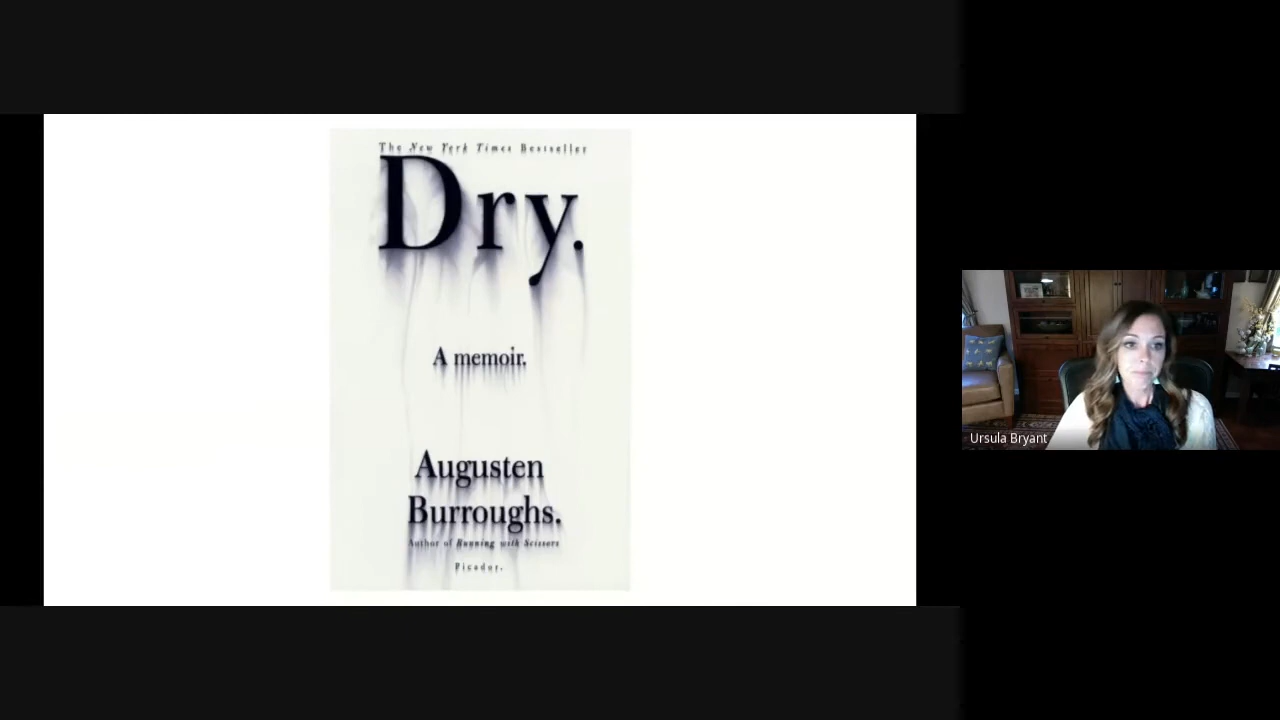 The New York Times Bestseller
Dry.
A memoir.
Augusten
Burroughs.
Author of Running with Scissors
Picador.
Ursula Bryant